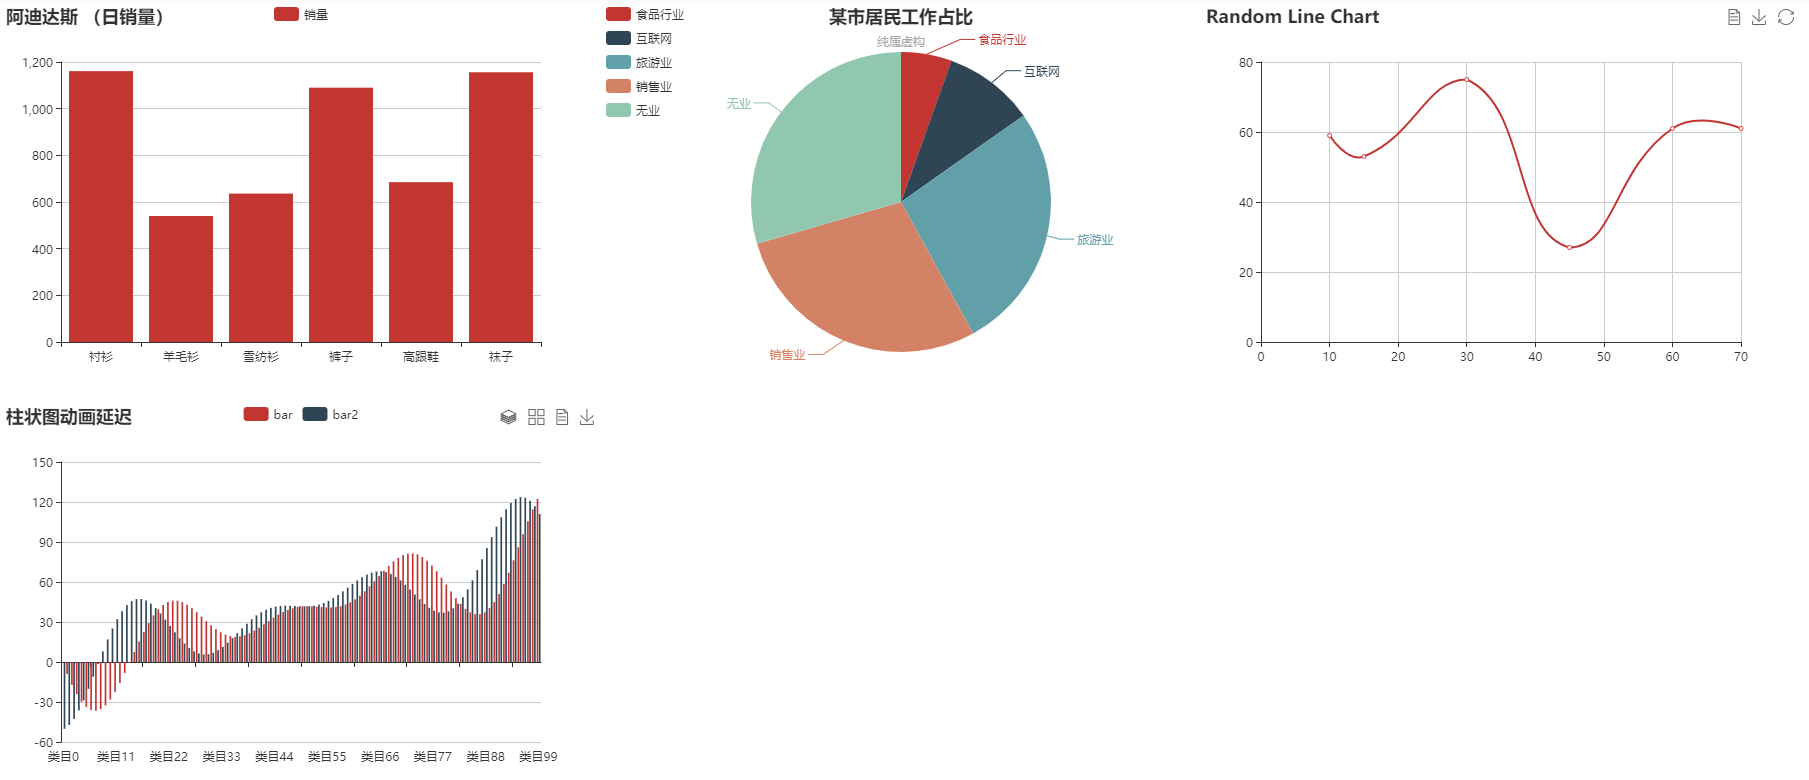 阿迪达斯 （日销量）
销量
1,200
1,000
800
600
400
200
0
衬衫 羊毛衫 雪纺衫 裤子 高跟鞋 袜子
食品行业
互联网
旅游业
销售业
无业
某市居民工作占比
纯属虚构
食品行业
互联网
无业
旅游业
销售业
Random Line Chart
80
60
40
20
0
0 10 20 30 40 50 60 70
柱状图动画延迟
bar bar2
150
120
90
60
30
0
-30
-60
类目0 类目11 类目22 类目33 类目44 类目55 类目66 类目77 类目88 类目99